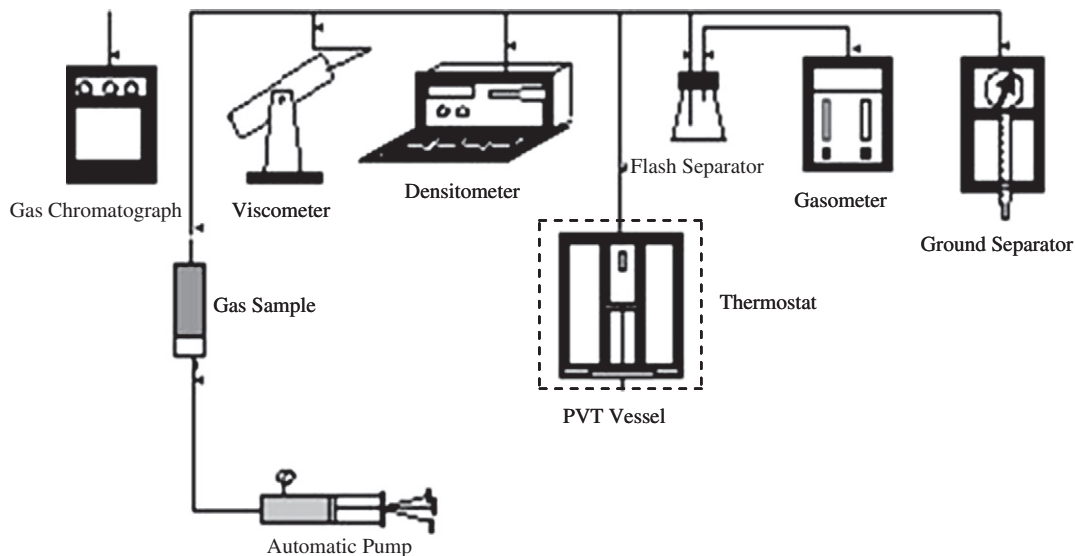 Gas Chromatograph
Viscometer
Densitometer
Flash Separator
Gasometer
Ground Separator
Gas Sample
Thermostat
PVT Vessel
Automatic Pump